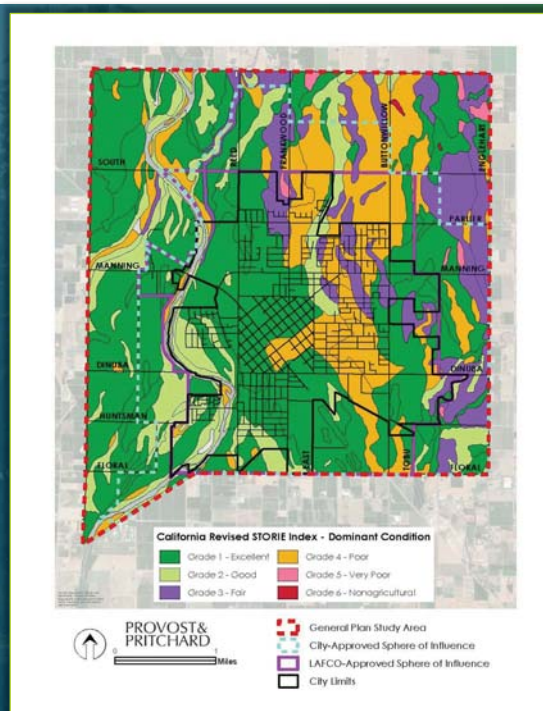 REED
FRANKWOOD
BUTTONWILLOW
ENGLEHART
SOUTH
PARLIER
MANNING
MANNING
DINUBA
DINUBA
HUNTSMAN
FLORAL
EAST
TOBU
FLORAL
California Revised STORIE Index - Dominant Condition
Grade 1 - Excellent
Grade 4 - Poor
Grade 2 - Good
Grade 5 - Very Poor
Grade 3 - Fair
Grade 6 - Nonagricultural
PROVOST&
PRITCHARD
0 1
Miles
General Plan Study Area
City-Approved Sphere of Influence
LAFCO-Approved Sphere of Influence
City Limits